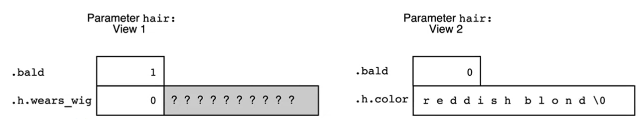 Parameter hair:
View 1
.bald 1
.h.wears_wig 0 ? ? ? ? ? ? ? ? ? ?
Parameter hair:
View 2
.bald 0
.h.color r e d d i s h b l o n d \0